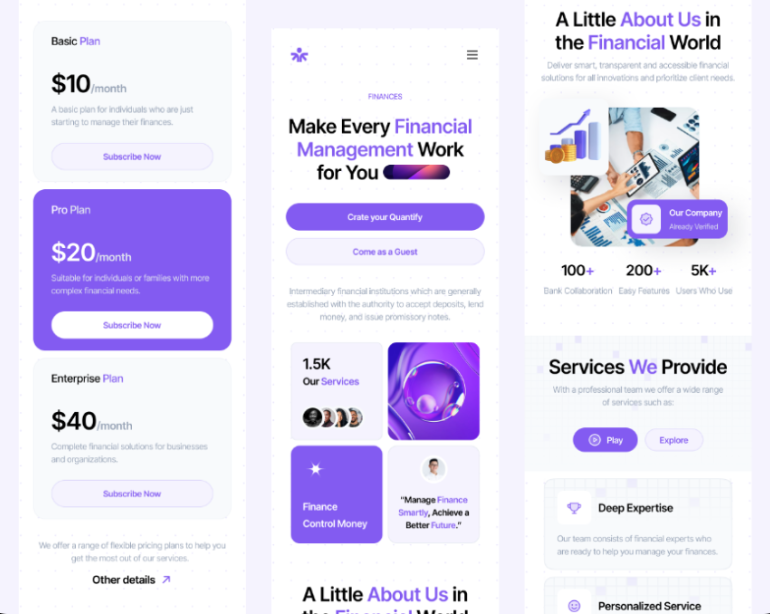 Basic Plan
$10/month
A basic plan for individuals who are just
starting to manage their finances.
Subscribe Now
Pro Plan
$20/month
Suitable for individuals or families with more
complex financial needs.
Subscribe Now
Enterprise Plan
$40/month
Complete financial solutions for businesses
and organizations.
Subscribe Now
We offer a range of flexible pricing plans to help you
get the most out of our services.
Other details
FINANCES
Make Every Financial
Management Work
for You
Crate your Quantify
Come as a Guest
Intermediary financial institutions which are generally
established with the authority to accept deposits, lend
money, and issue promissory notes.
1.5K
Our Services
Finance
Control Money
"Manage Finance
Smartly, Achieve a
Better Future."
A Little About Us in
the Financial World
A Little About Us in
the Financial World
Deliver smart, transparent and accessible financial
solutions for all innovations and prioritize client needs.
Our Company
Already Verified
100+
Bank Collaboration
200+
Easy Features
5K+
Users Who Use
Services We Provide
With a professional team we offer a wide range
of services such as:
Play
Explore
Deep Expertise
Our team consists of financial experts who
are ready to help you manage your finances.
Personalized Service